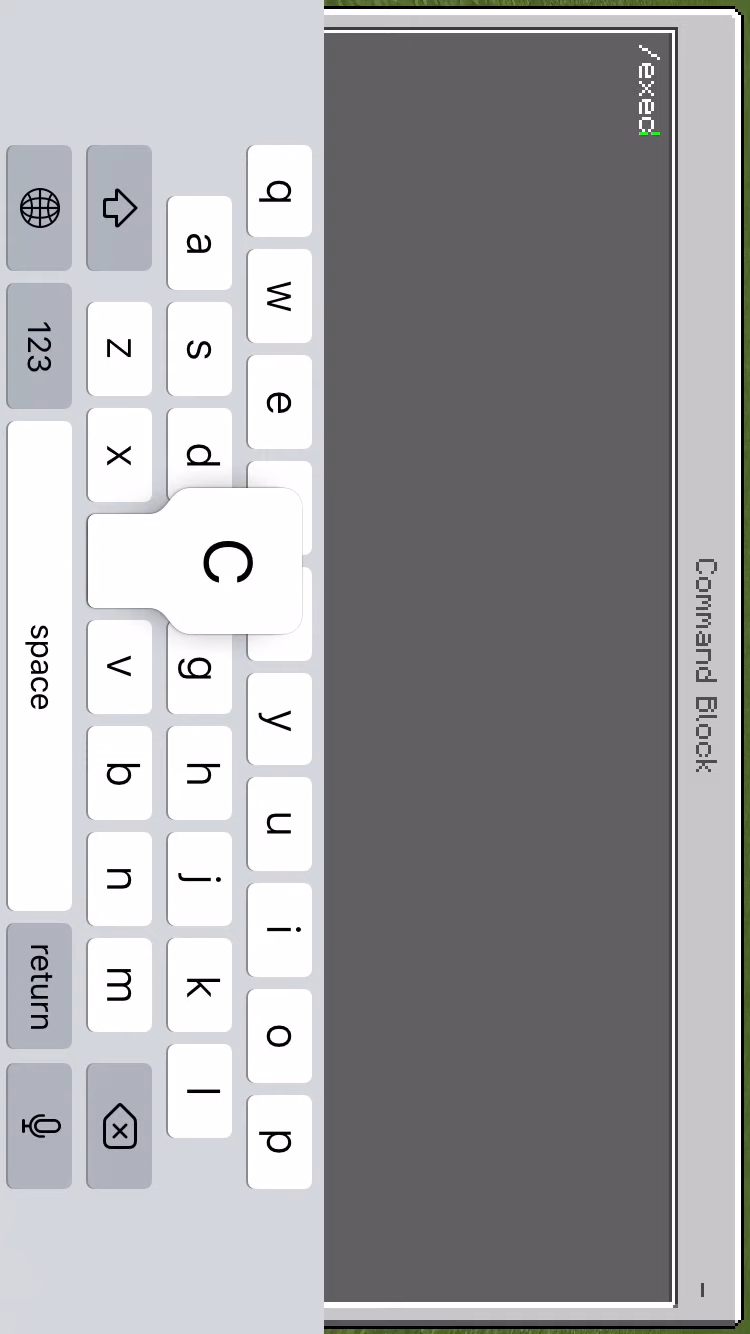 Command Block
/exec
q w e y u i o p
a s d g h j k l
z x C v b n m
123 space return